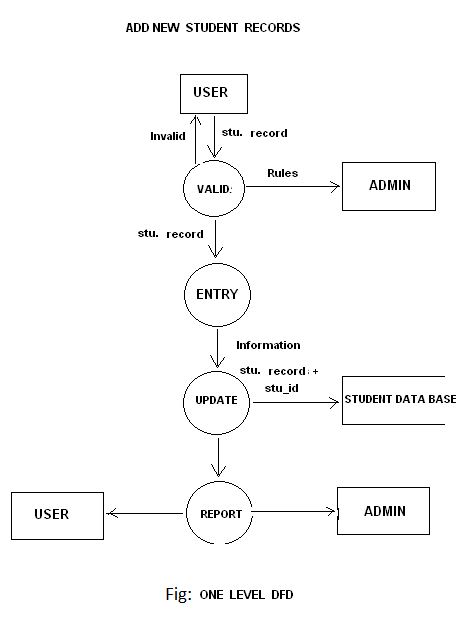 ADD NEW STUDENT RECORDS
USER
Invalid
stu. record
VALID:
Rules
ADMIN
stu. record
ENTRY
Information
stu. record: +
stu_id
UPDATE
STUDENT DATA BASE
USER
REPORT
ADMIN
Fig: ONE LEVEL DFD